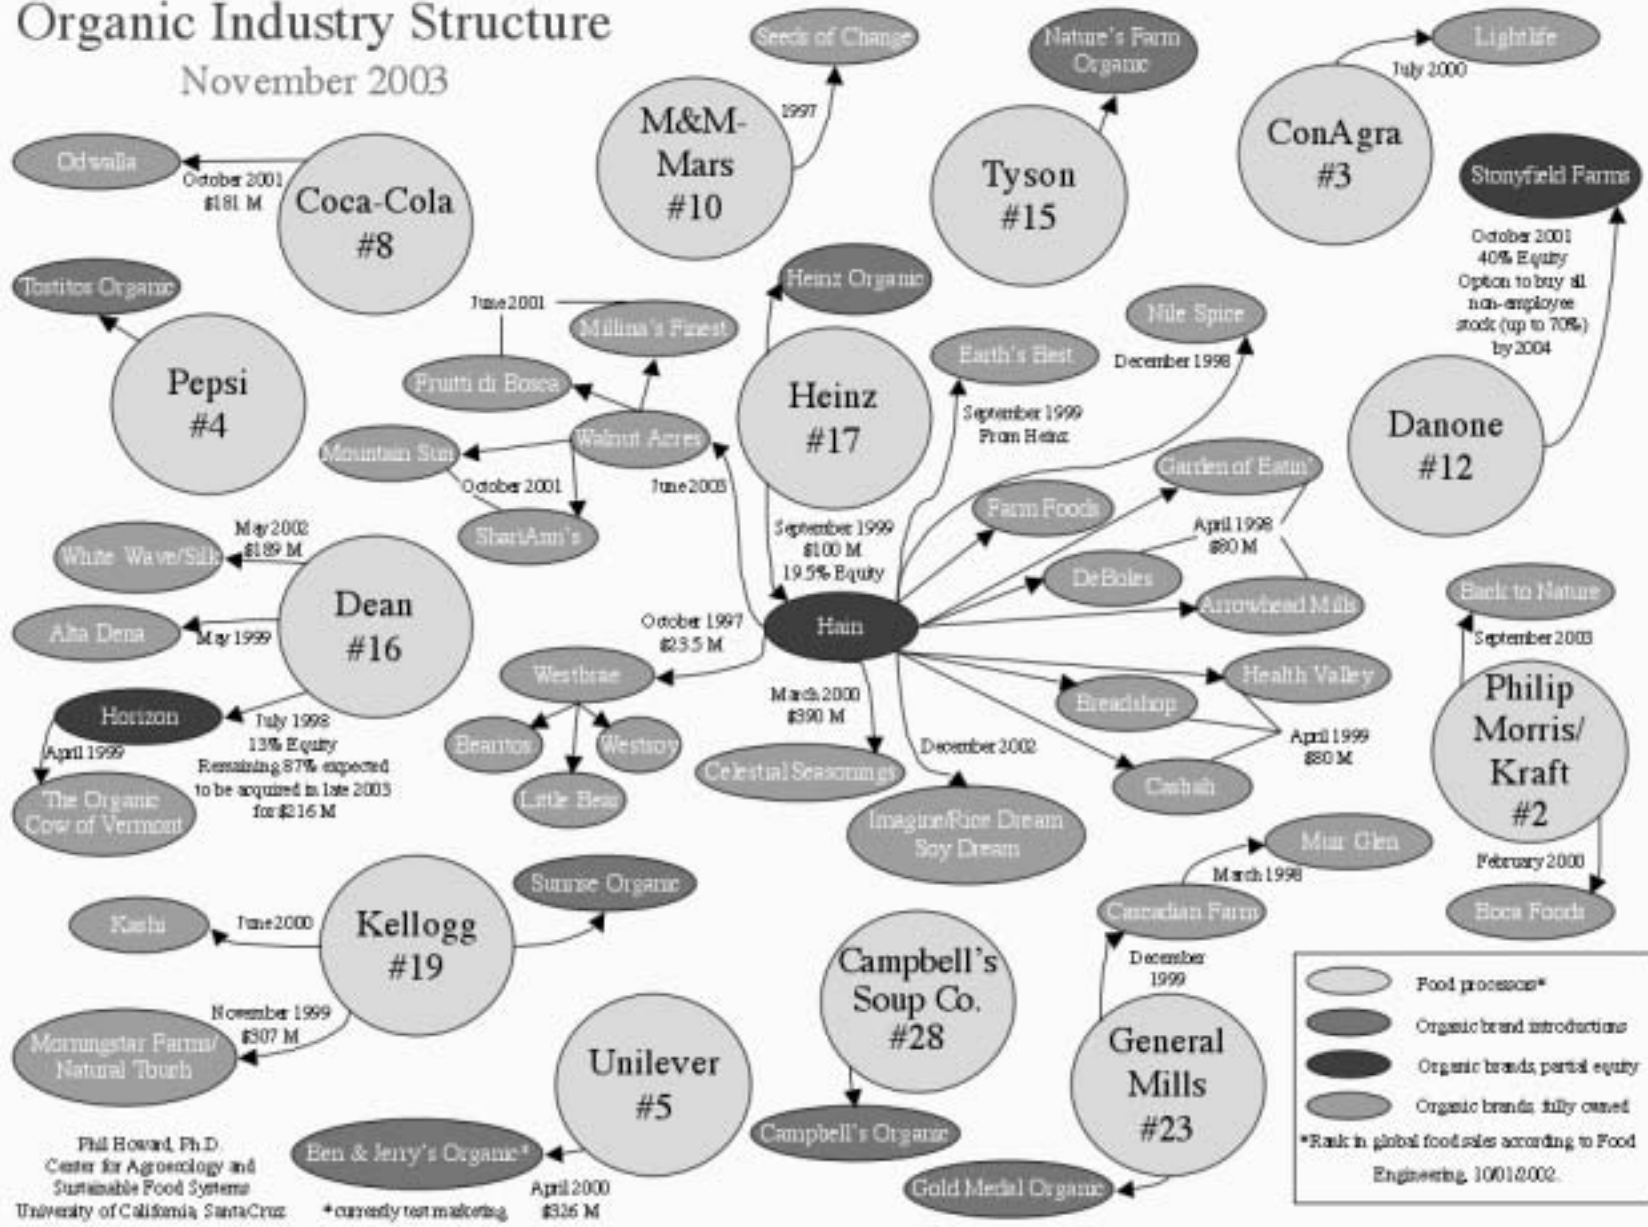 Organic Industry Structure
November 2003
Seeds of Change
1997
M&M-
Mars
#10
Nature's Farm
Organic
Tyson
#15
Lightlife
July 2000
ConAgra
#3
Odwalla
October 2001
$181 M
Coca-Cola
#8
Stonyfield Farms
October 2001
40% Equity
Option to buy all
non-employee
stock (up to 70%)
by 2004
Danone
#12
Tostitos Organic
Pepsi
#4
June 2001
Millina's Finest
Fruitti di Bosca
Walnut Acres
Mountain Sun
October 2001
ShariAnn's
June 2003
Heinz Organic
Heinz
#17
September 1999
$100 M
19.5% Equity
Earth's Best
September 1999
From Heinz
Nile Spice
December 1998
Farm Foods
Garden of Eatin'
April 1998
$80 M
DeBoles
Arrowhead Mills
Hain
White Wave/Silk
May 2002
$189 M
Dean
#16
Alta Dena
May 1999
Horizon
July 1998
13% Equity
Remaining 87% expected
to be acquired in late 2003
for $216 M
April 1999
The Organic
Cow of Vermont
October 1997
$23.5 M
Westbrae
Bearitos
Westsoy
Little Bear
March 2000
$390 M
Celestial Seasonings
December 2002
Imagine/Rice Dream
Soy Dream
Health Valley
Breadshop
April 1999
$80 M
Casbah
Back to Nature
September 2003
Philip
Morris/
Kraft
#2
February 2000
Boca Foods
Kashi
June 2000
Kellogg
#19
Sunrise Organic
November 1999
$307 M
Morningstar Farms/
Natural Touch
Unilever
#5
Ben & Jerry's Organic*
April 2000
$326 M
*currently test marketing
Campbell's
Soup Co.
#28
Campbell's Organic
Muir Glen
March 1998
Cascadian Farm
December
1999
General
Mills
#23
Gold Medal Organic
Food processors*
Organic brand introductions
Organic brands, partial equity
Organic brands, fully owned
*Rank in global food sales according to Food
Engineering, 10/01/2002.
Phil Howard, Ph.D.
Center for Agroecology and
Sustainable Food Systems
University of California, Santa Cruz